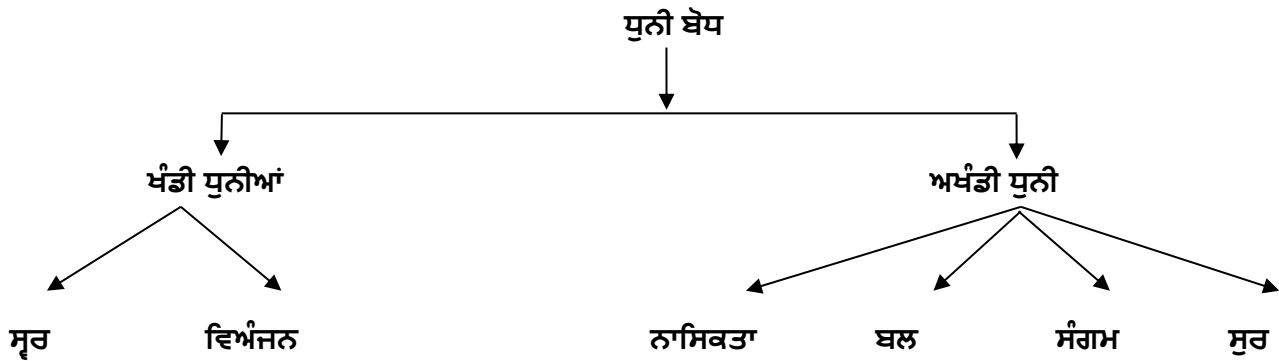 ਧੁਨੀ ਬੋਧ
ਖੰਡੀ ਧੁਨੀਆਂ ਅਖੰਡੀ ਧੁਨੀ
ਸ੍ਵਰ ਵਿਅੰਜਨ ਨਾਸਿਕਤਾ ਬਲ ਸੰਗਮ ਸੁਰ